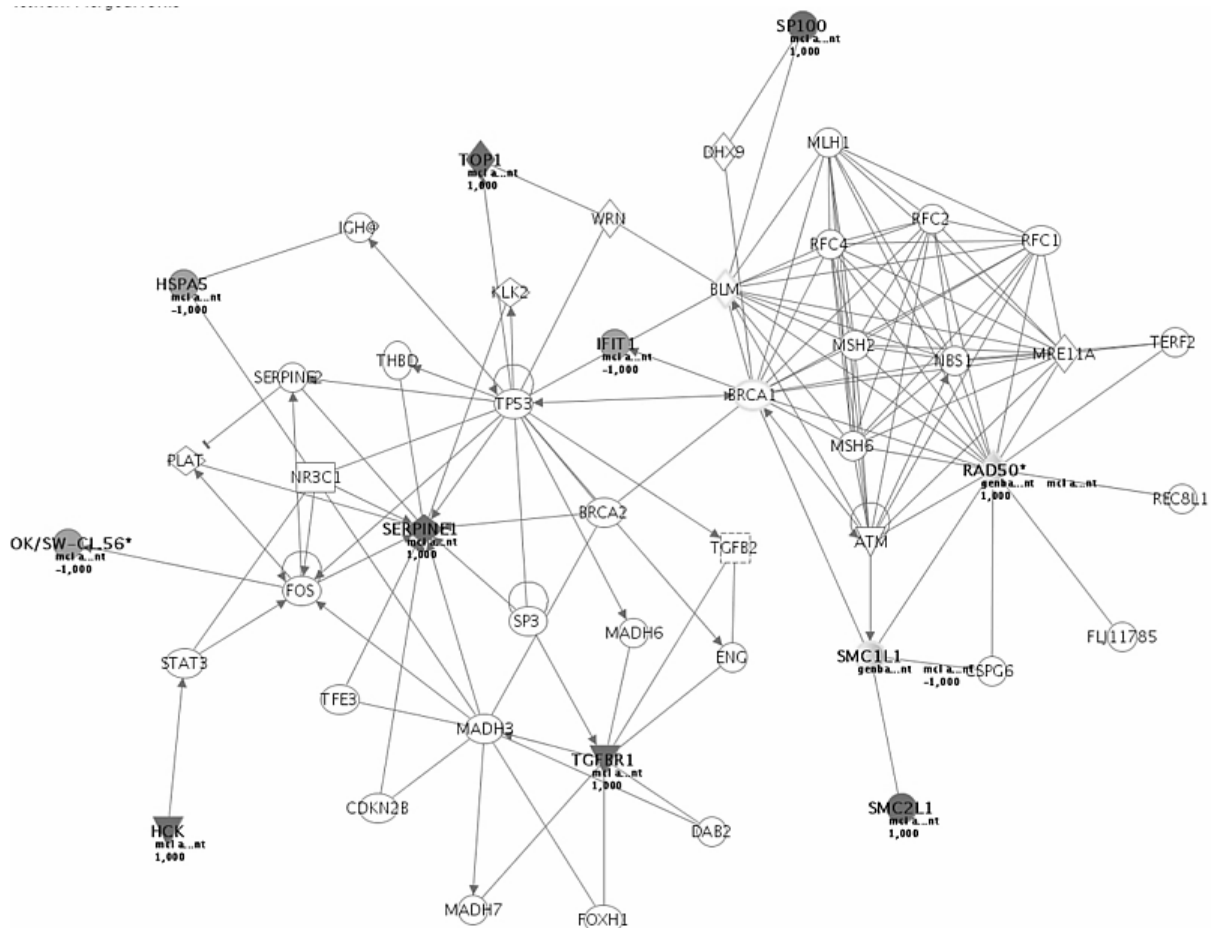 SP100
mcl a...nt
1,000
DHX9
MLH1
TOP1
mcl a...nt
1,000
WRN
RFC2
IGH@
RFC4
RFC1
HSPA5
mcl a...nt
-1,000
KLK2
BLM
IFIT1
mcl a...nt
-1,000
MSH2
NBS1
MRE11A
TERF2
THBD
SERPINE2
TP53
BRCA1
MSH6
PLAT
NR3C1
RAD50*
genba...nt mcl a...nt
1,000
REC8L1
BRCA2
SERPINE1
mcl a...nt
1,000
OK/SW-CL.56*
mcl a...nt
-1,000
TGFB2
ATM
FOS
SP3
MADH6
FLJ11785
ENG
SMC1L1
genba...nt mcl a...nt
-1,000
CSPG6
STAT3
TFE3
MADH3
TGFBR1
mcl a...nt
1,000
CDKN2B
SMC2L1
mcl a...nt
1,000
HCK
mcl a...nt
1,000
DAB2
MADH7
FOXH1